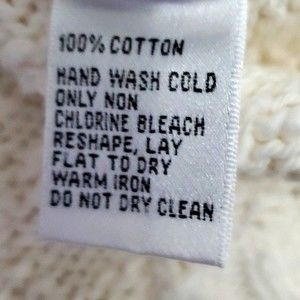 100% COTTON
HAND WASH COLD
ONLY NON
CHLORINE BLEACH
RESHAPE, LAY
FLAT TO DRY
WARM IRON
DO NOT DRY CLEAN